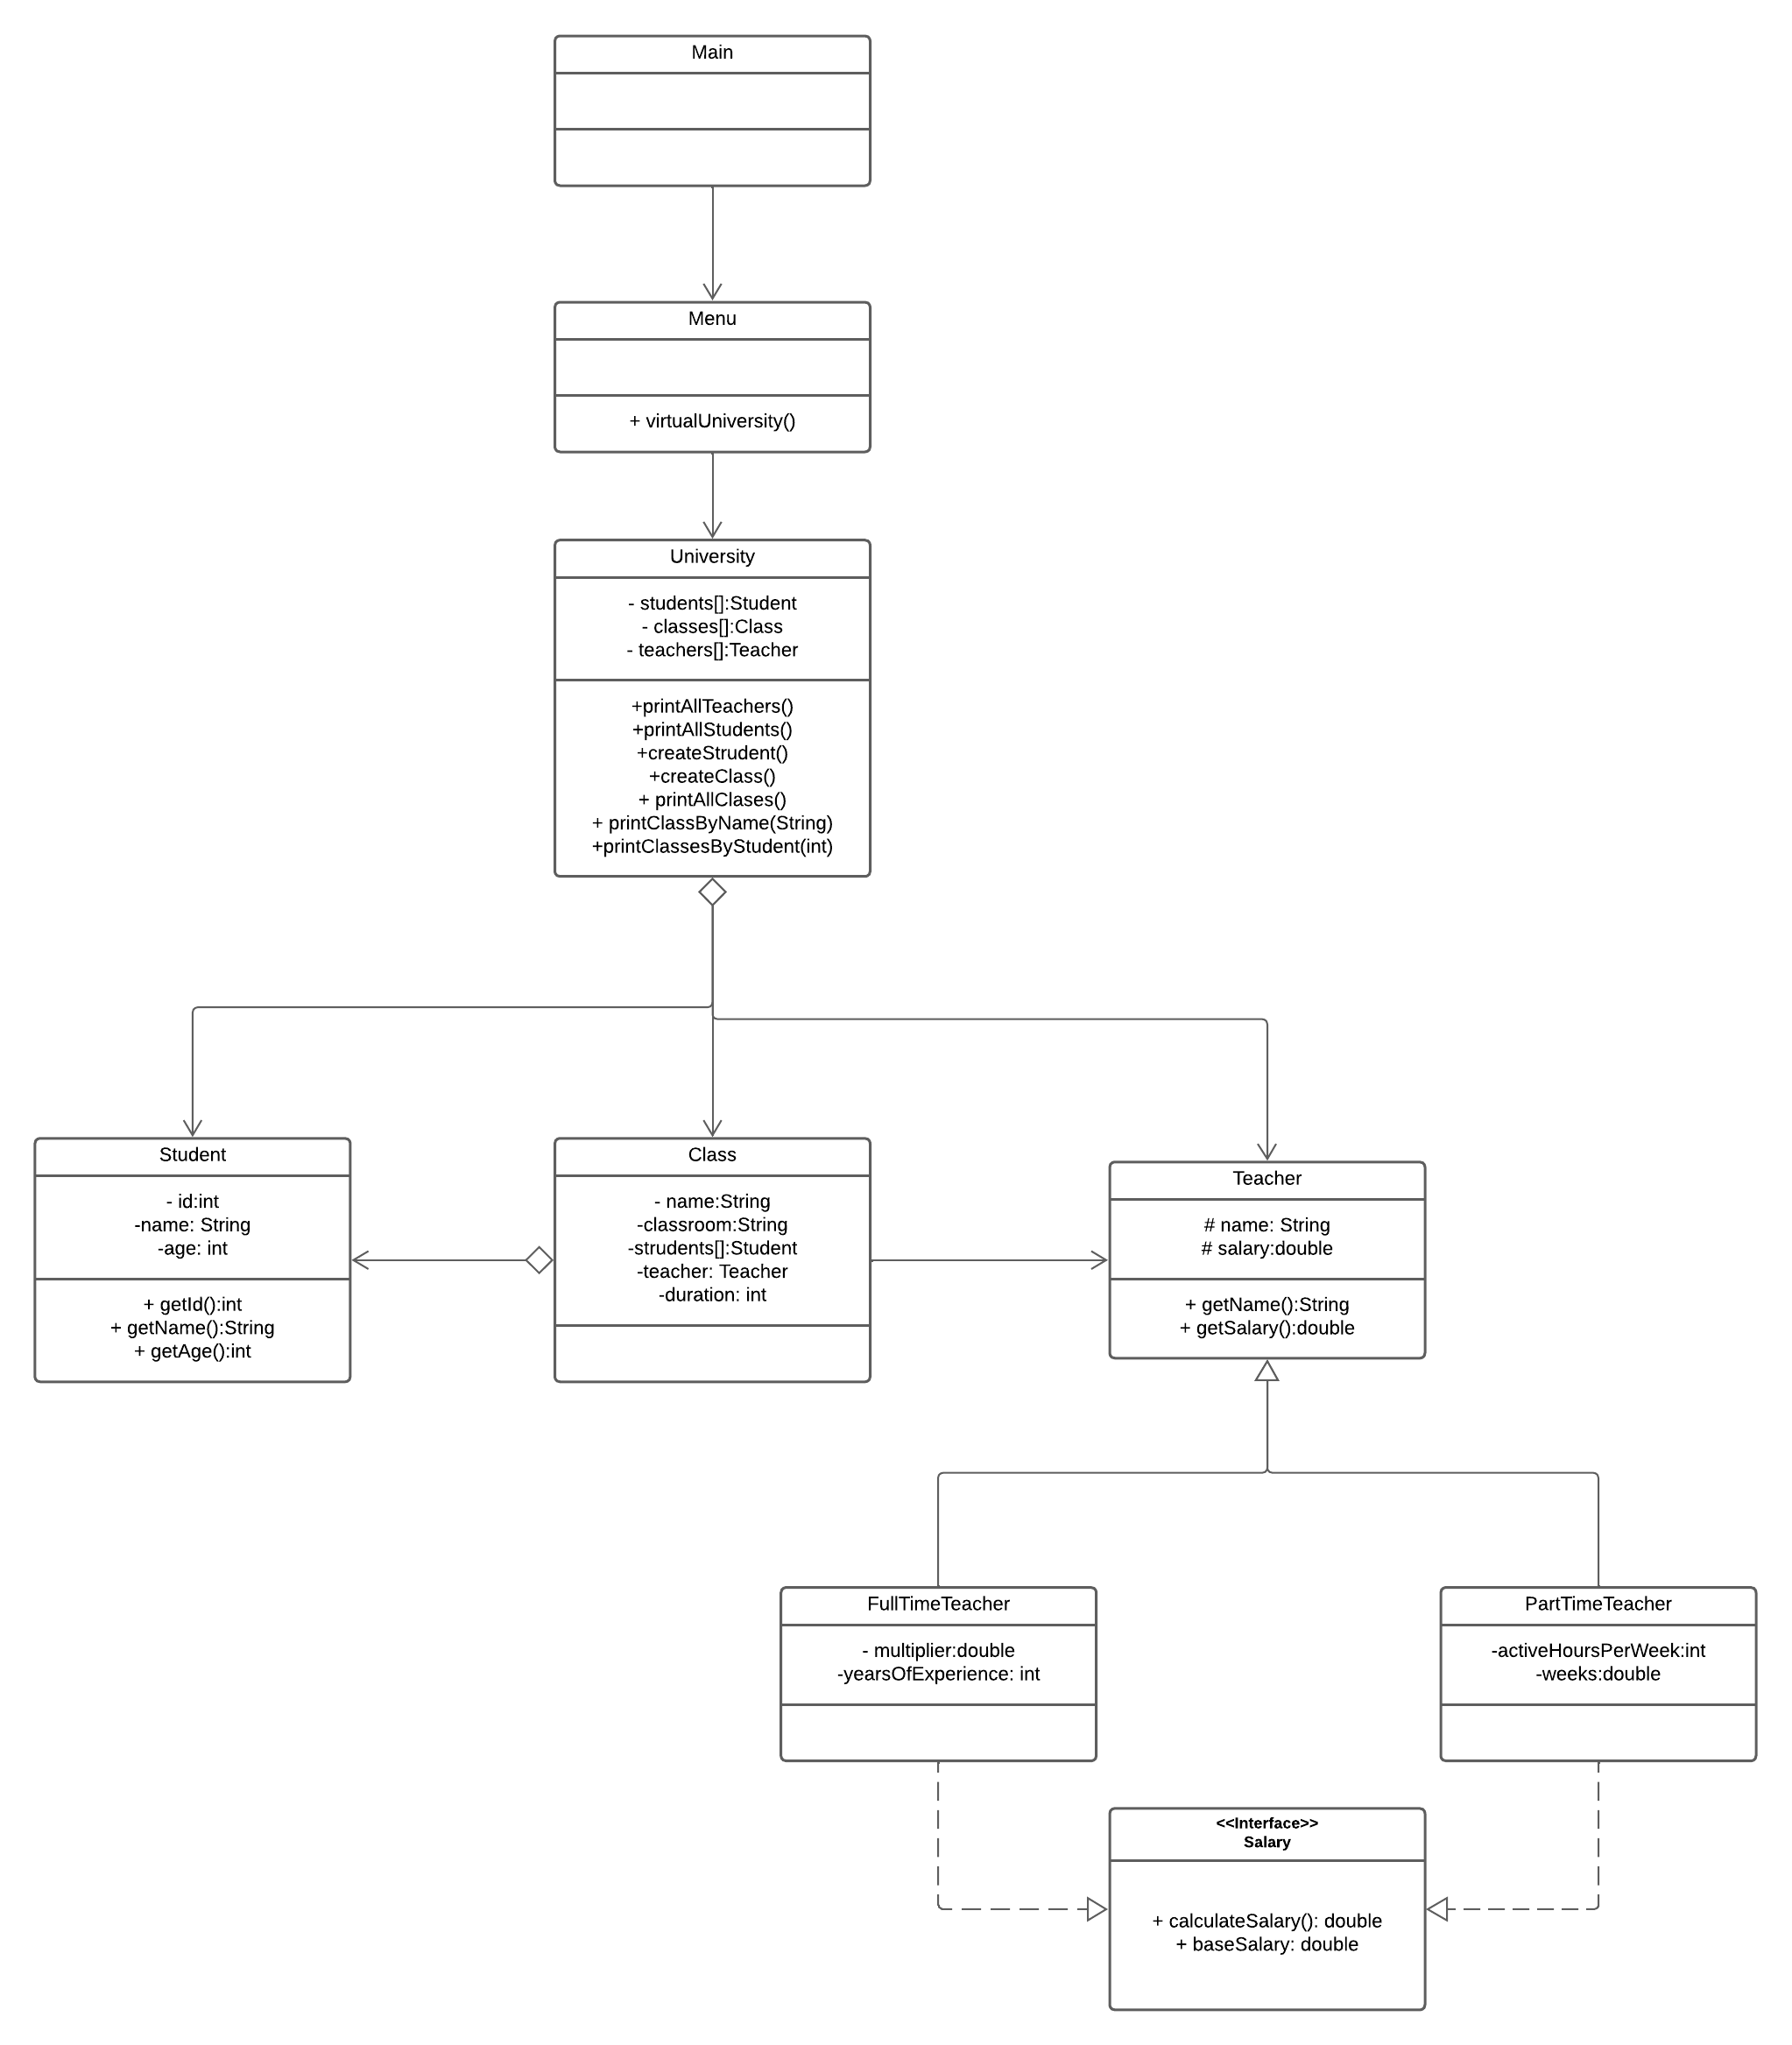 Main
Menu
+ virtualUniversity()
University
- students[]:Student
- classes[]:Class
- teachers[]:Teacher
+printAllTeachers()
+printAllStudents()
+createStrudent()
+createClass()
+ printAllClases()
+ printClassByName(String)
+printClassesByStudent(int)
Student
- id:int
-name: String
-age: int
+ getId():int
+ getName():String
+ getAge():int
Class
- name:String
-classroom:String
-strudents[]:Student
-teacher: Teacher
-duration: int
Teacher
# name: String
# salary:double
+ getName():String
+ getSalary():double
FullTimeTeacher
- multiplier:double
-yearsOfExperience: int
PartTimeTeacher
-activeHoursPerWeek:int
-weeks:double
<<Interface>>
Salary
+ calculateSalary(): double
+ baseSalary: double